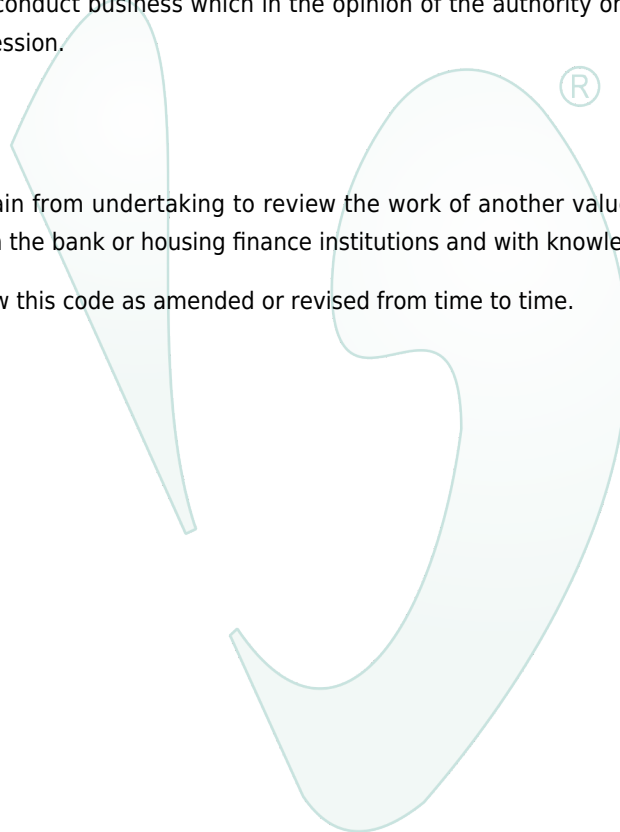 conduct business which in the opinion of the authority or
ession.
®
ain from undertaking to review the work of another valu
the bank or housing finance institutions and with knowle
w this code as amended or revised from time to time.